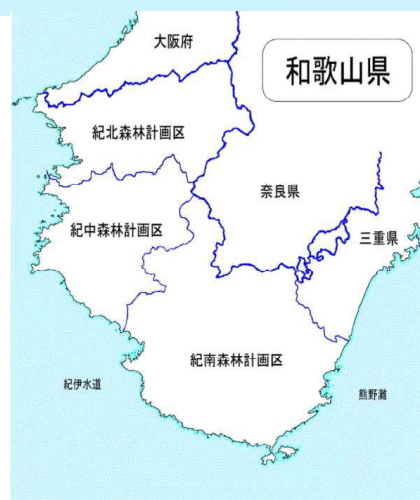 大阪府
和歌山県
紀北森林計画区
奈良県
紀中森林計画区
三重県
紀南森林計画区
紀伊水道
熊野灘